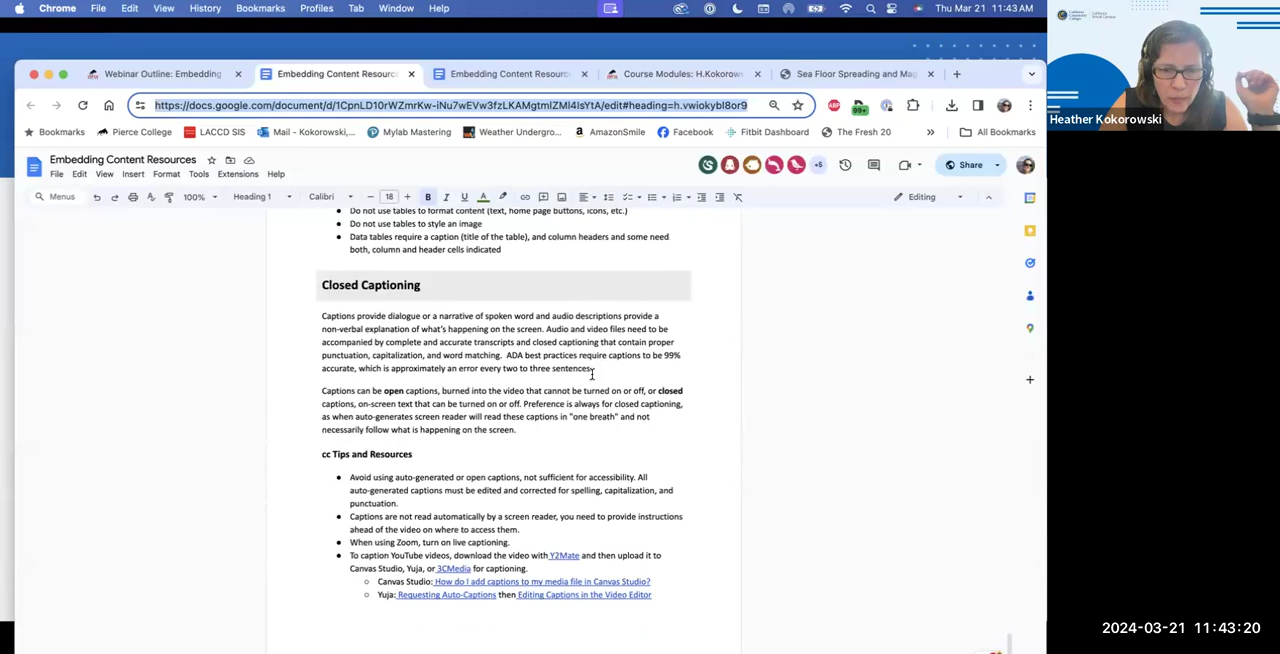 Chrome File Edit View History Bookmarks Profiles Tab Window Help
Thu Mar 21 11:43 AM
Webinar Outline: Embedding
Embedding Content Resourc
Embedding Content Resourc
Course Modules: H.Kokorows
Sea Floor Spreading and Mag
https://docs.google.com/document/d/1CpnLD10rWZmrKw-iNu7wEVw3fzLKAMgtmIZMl4lsYtA/edit#heading=h.vwiokybl8or9
99+
Bookmarks Pierce College LACCD SIS Mail - Kokorowski,... Mylab Mastering Weather Undergro... AmazonSmile Facebook Fitbit Dashboard The Fresh 20 » All Bookmarks
Embedding Content Resources
File Edit View Insert Format Tools Extensions Help
+5
Share
Menus 100% Heading 1 Calibri 18 B I U A Editing
Do not use tables to format content (text, home page buttons, icons, etc.)
Do not use tables to style an image
Data tables require a caption (title of the table), and column headers and some need
both, column and header cells indicated
Closed Captioning
Captions provide dialogue or a narrative of spoken word and audio descriptions provide a
non-verbal explanation of what's happening on the screen. Audio and video files need to be
accompanied by complete and accurate transcripts and closed captioning that contain proper
punctuation, capitalization, and word matching. ADA best practices require captions to be 99%
accurate, which is approximately an error every two to three sentences.
Captions can be open captions, burned into the video that cannot be turned on or off, or closed
captions, on-screen text that can be turned on or off. Preference is always for closed captioning,
as when auto-generates screen reader will read these captions in "one breath" and not
necessarily follow what is happening on the screen.
cc Tips and Resources
Avoid using auto-generated or open captions, not sufficient for accessibility. All
auto-generated captions must be edited and corrected for spelling, capitalization, and
punctuation.
Captions are not read automatically by a screen reader, you need to provide instructions
ahead of the video on where to access them.
When using Zoom, turn on live captioning.
To caption YouTube videos, download the video with Y2Mate and then upload it to
Canvas Studio, Yuja, or 3CMedia for captioning.
Canvas Studio: How do I add captions to my media file in Canvas Studio?
Yuja: Requesting Auto-Captions then Editing Captions in the Video Editor
Heather Kokorowski
2024-03-21 11:43:20